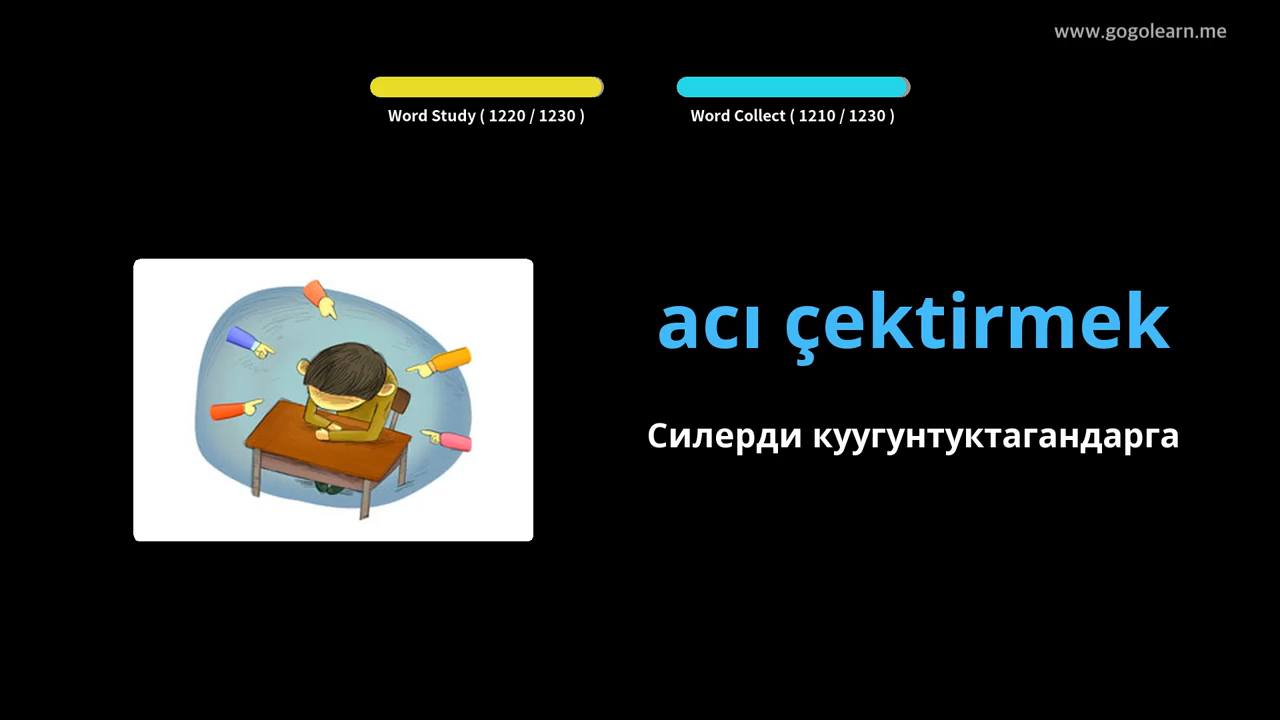 www.gogolearn.me
Word Study ( 1220 / 1230 )
Word Collect ( 1210 / 1230 )
acı çektirmek
Силерди куугунтуктагандарга